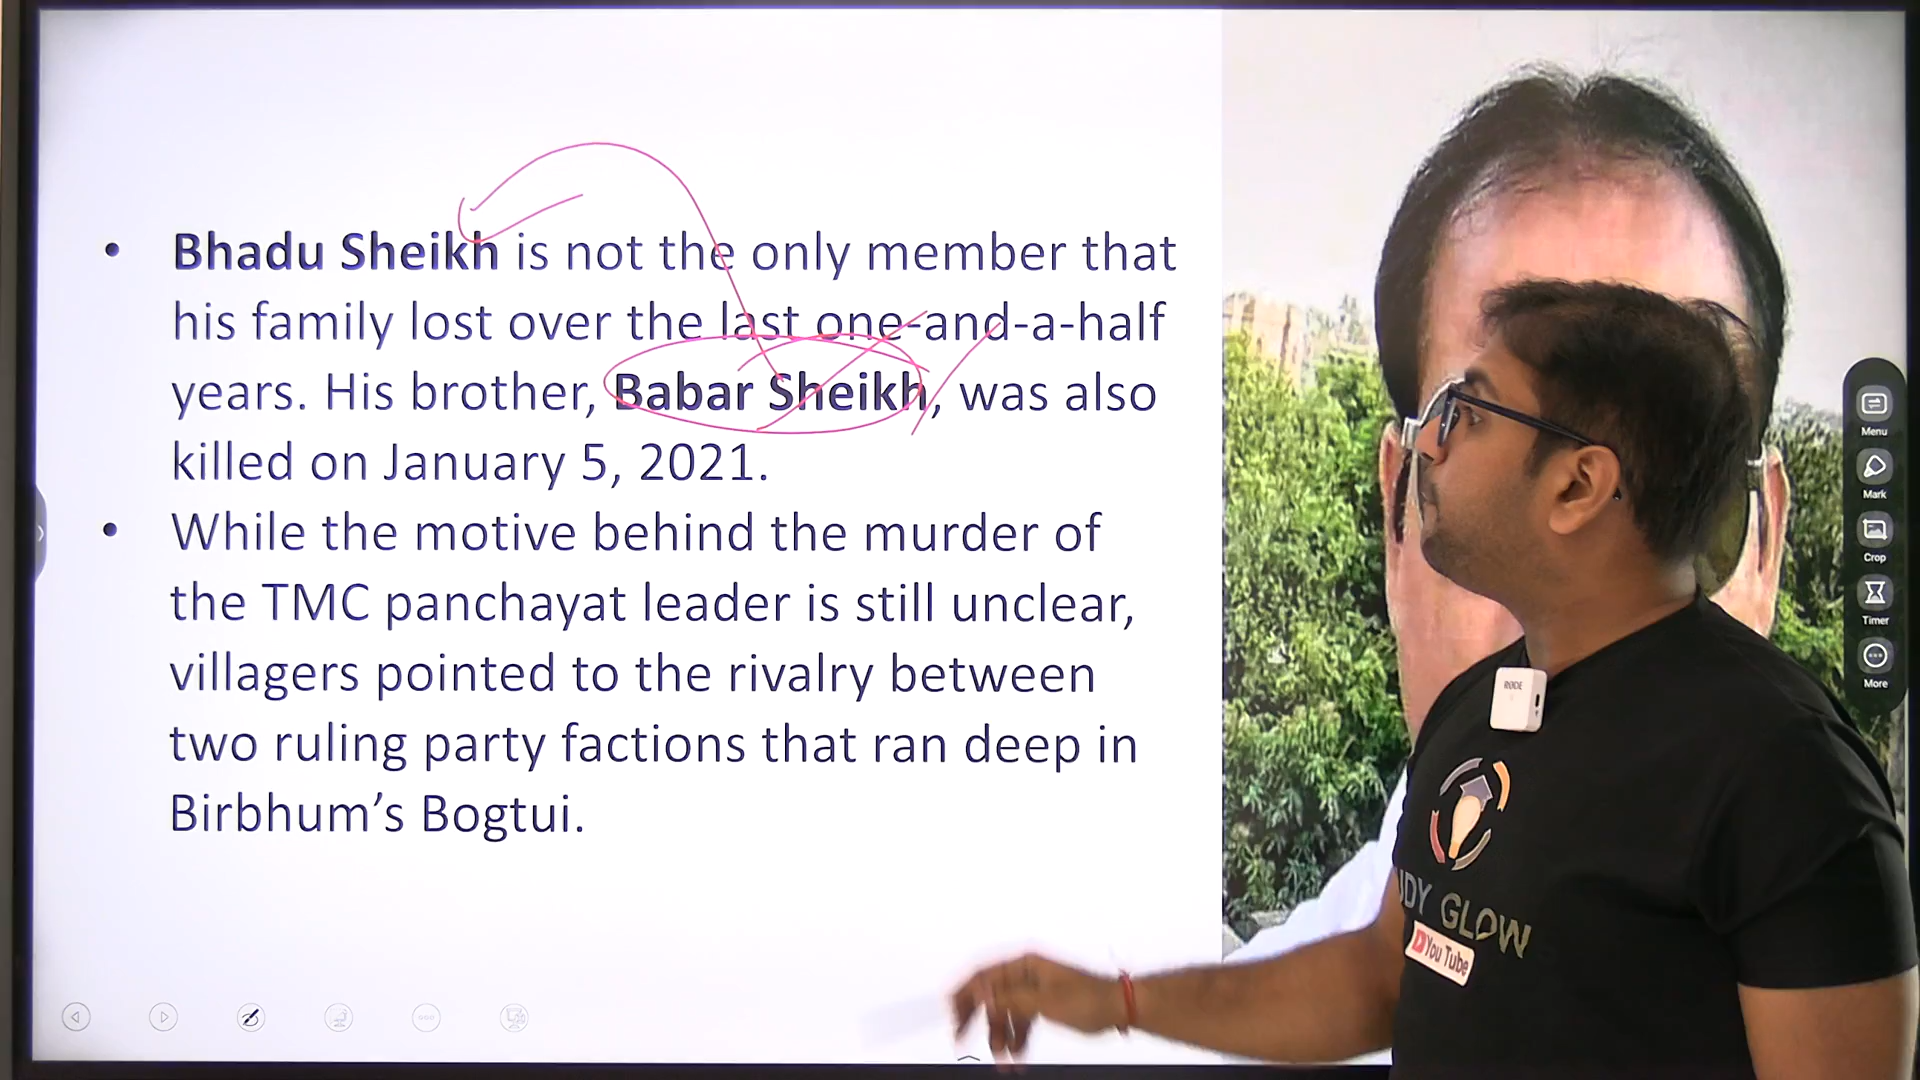 • Bhadu Sheikh is not the only member that
his family lost over the last one-and-a-half
years. His brother, Babar Sheikh, was also
killed on January 5, 2021.
• While the motive behind the murder of
the TMC panchayat leader is still unclear,
villagers pointed to the rivalry between
two ruling party factions that ran deep in
Birbhum’s Bogtui.
Menu
Mark
Crop
Timer
More
RØDE
UDY GLOW
You Tube